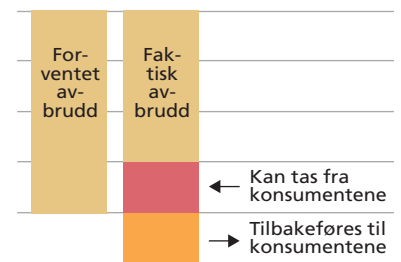 For-
ventet
av-
brudd
Fak-
tisk
av-
brudd
Kan tas fra
konsumentene
Tilbakeføres til
konsumentene